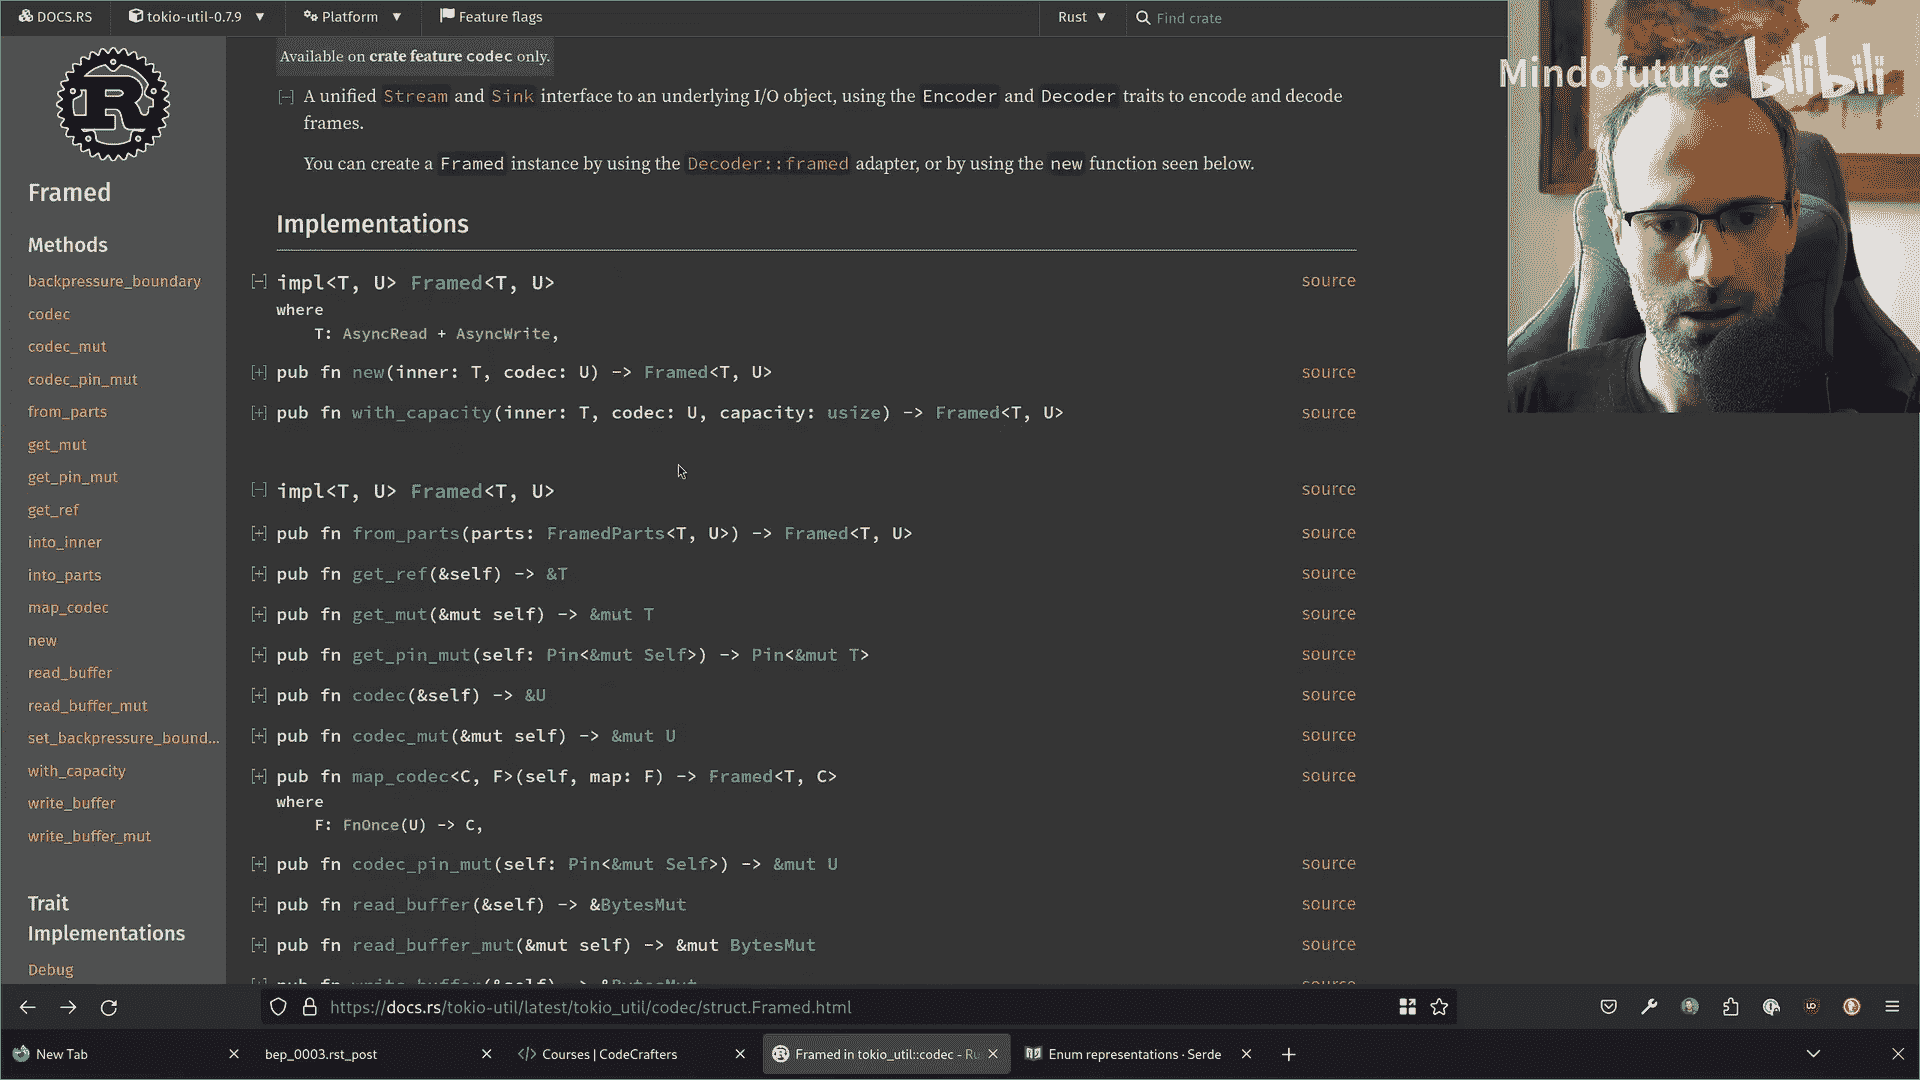 DOCS.RS
tokio-util-0.7.9
Platform
Feature flags
Rust
Find crate
Mindofuture bilibili
Available on crate feature codec only.
[−] A unified Stream and Sink interface to an underlying I/O object, using the Encoder and Decoder traits to encode and decode
frames.
You can create a Framed instance by using the Decoder::framed adapter, or by using the new function seen below.
Framed
Methods
backpressure_boundary
codec
codec_mut
codec_pin_mut
from_parts
get_mut
get_pin_mut
get_ref
into_inner
into_parts
map_codec
new
read_buffer
read_buffer_mut
set_backpressure_bound...
with_capacity
write_buffer
write_buffer_mut
Trait
Implementations
Debug
Implementations
[−] impl<T, U> Framed<T, U> source
where
T: AsyncRead + AsyncWrite,
[+] pub fn new(inner: T, codec: U) -> Framed<T, U> source
[+] pub fn with_capacity(inner: T, codec: U, capacity: usize) -> Framed<T, U> source
[−] impl<T, U> Framed<T, U> source
[+] pub fn from_parts(parts: FramedParts<T, U>) -> Framed<T, U> source
[+] pub fn get_ref(&self) -> &T source
[+] pub fn get_mut(&mut self) -> &mut T source
[+] pub fn get_pin_mut(self: Pin<&mut Self>) -> Pin<&mut T> source
[+] pub fn codec(&self) -> &U source
[+] pub fn codec_mut(&mut self) -> &mut U source
[+] pub fn map_codec<C, F>(self, map: F) -> Framed<T, C> source
where
F: FnOnce(U) -> C,
[+] pub fn codec_pin_mut(self: Pin<&mut Self>) -> &mut U source
[+] pub fn read_buffer(&self) -> &BytesMut source
[+] pub fn read_buffer_mut(&mut self) -> &mut BytesMut source
https://docs.rs/tokio-util/latest/tokio_util/codec/struct.Framed.html
New Tab
bep_0003.rst_post
Courses | CodeCrafters
Framed in tokio_util::codec - Ru
Enum representations · Serde